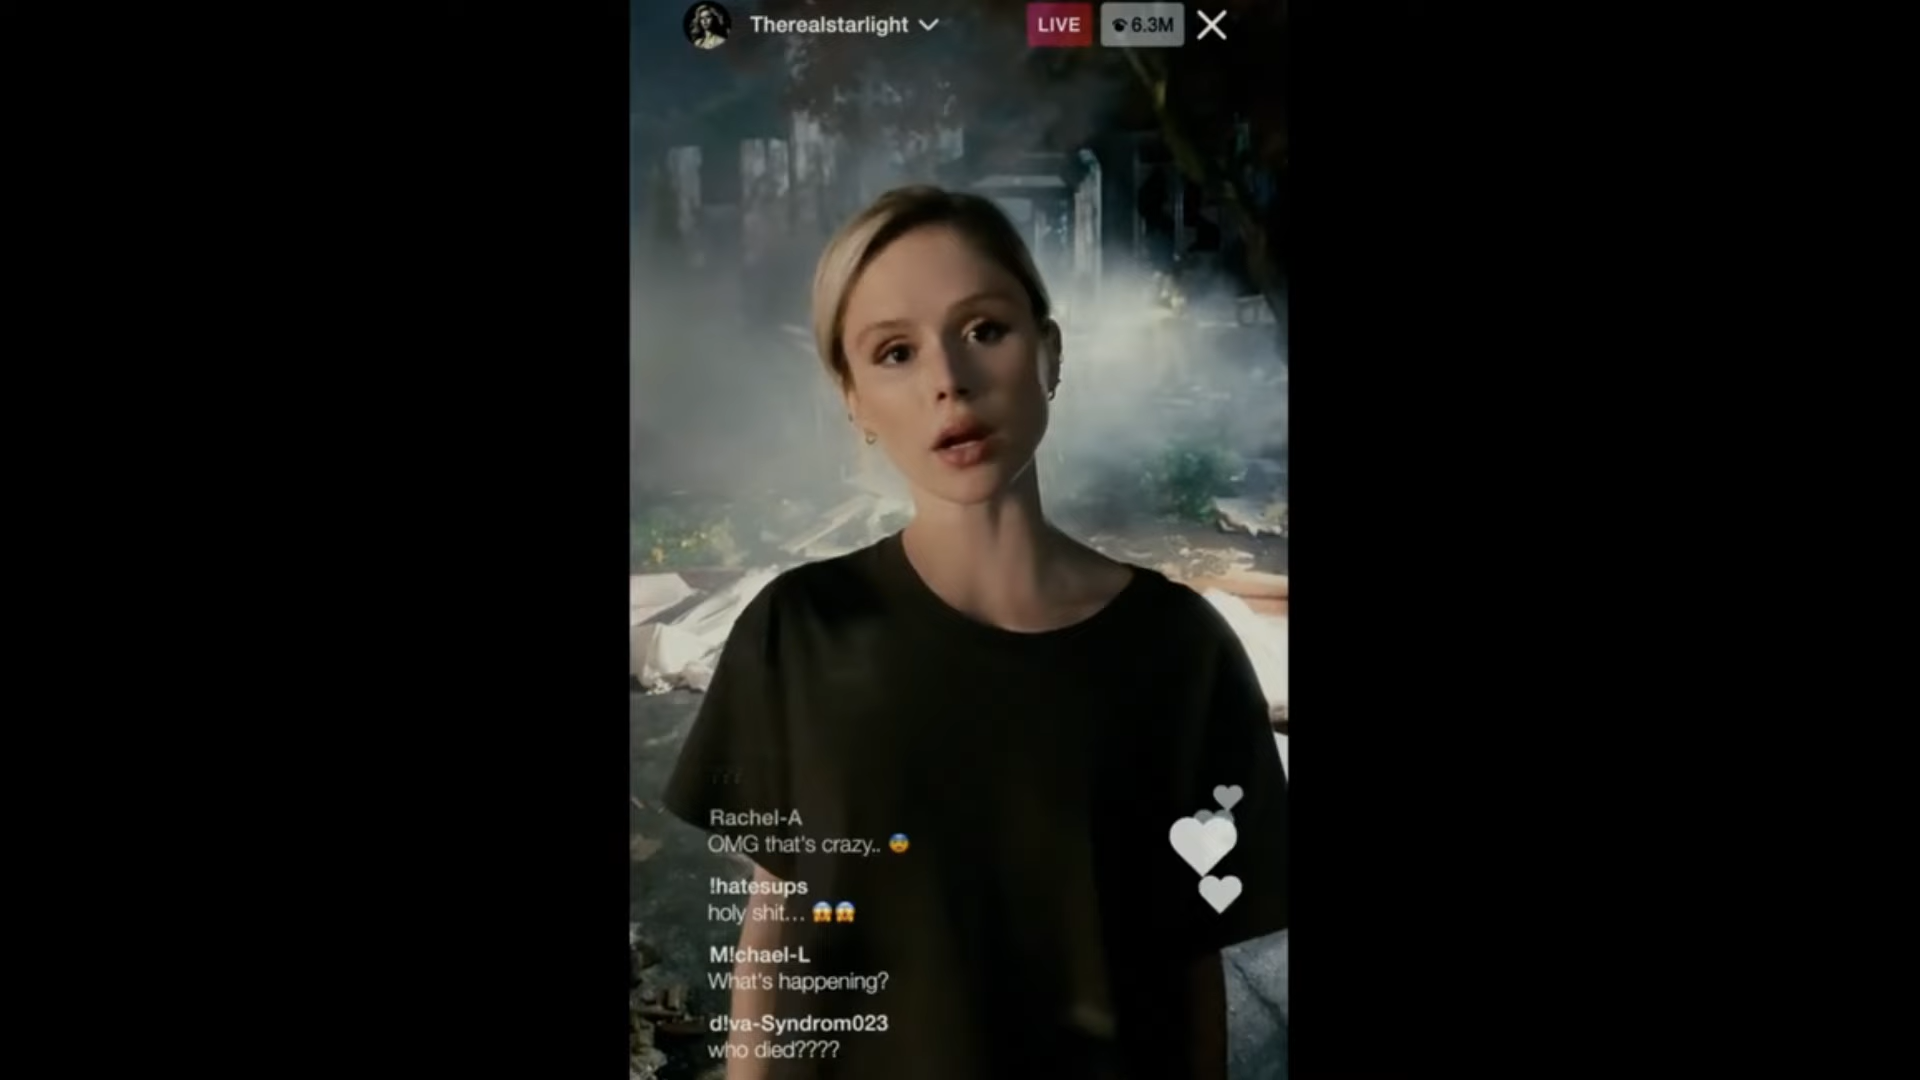 Therealstarlight
LIVE
6.3M
Rachel-A
OMG that's crazy.. 😨
!hatesups
holy shit... 😱😱
M!chael-L
What's happening?
d!va-Syndrom023
who died????